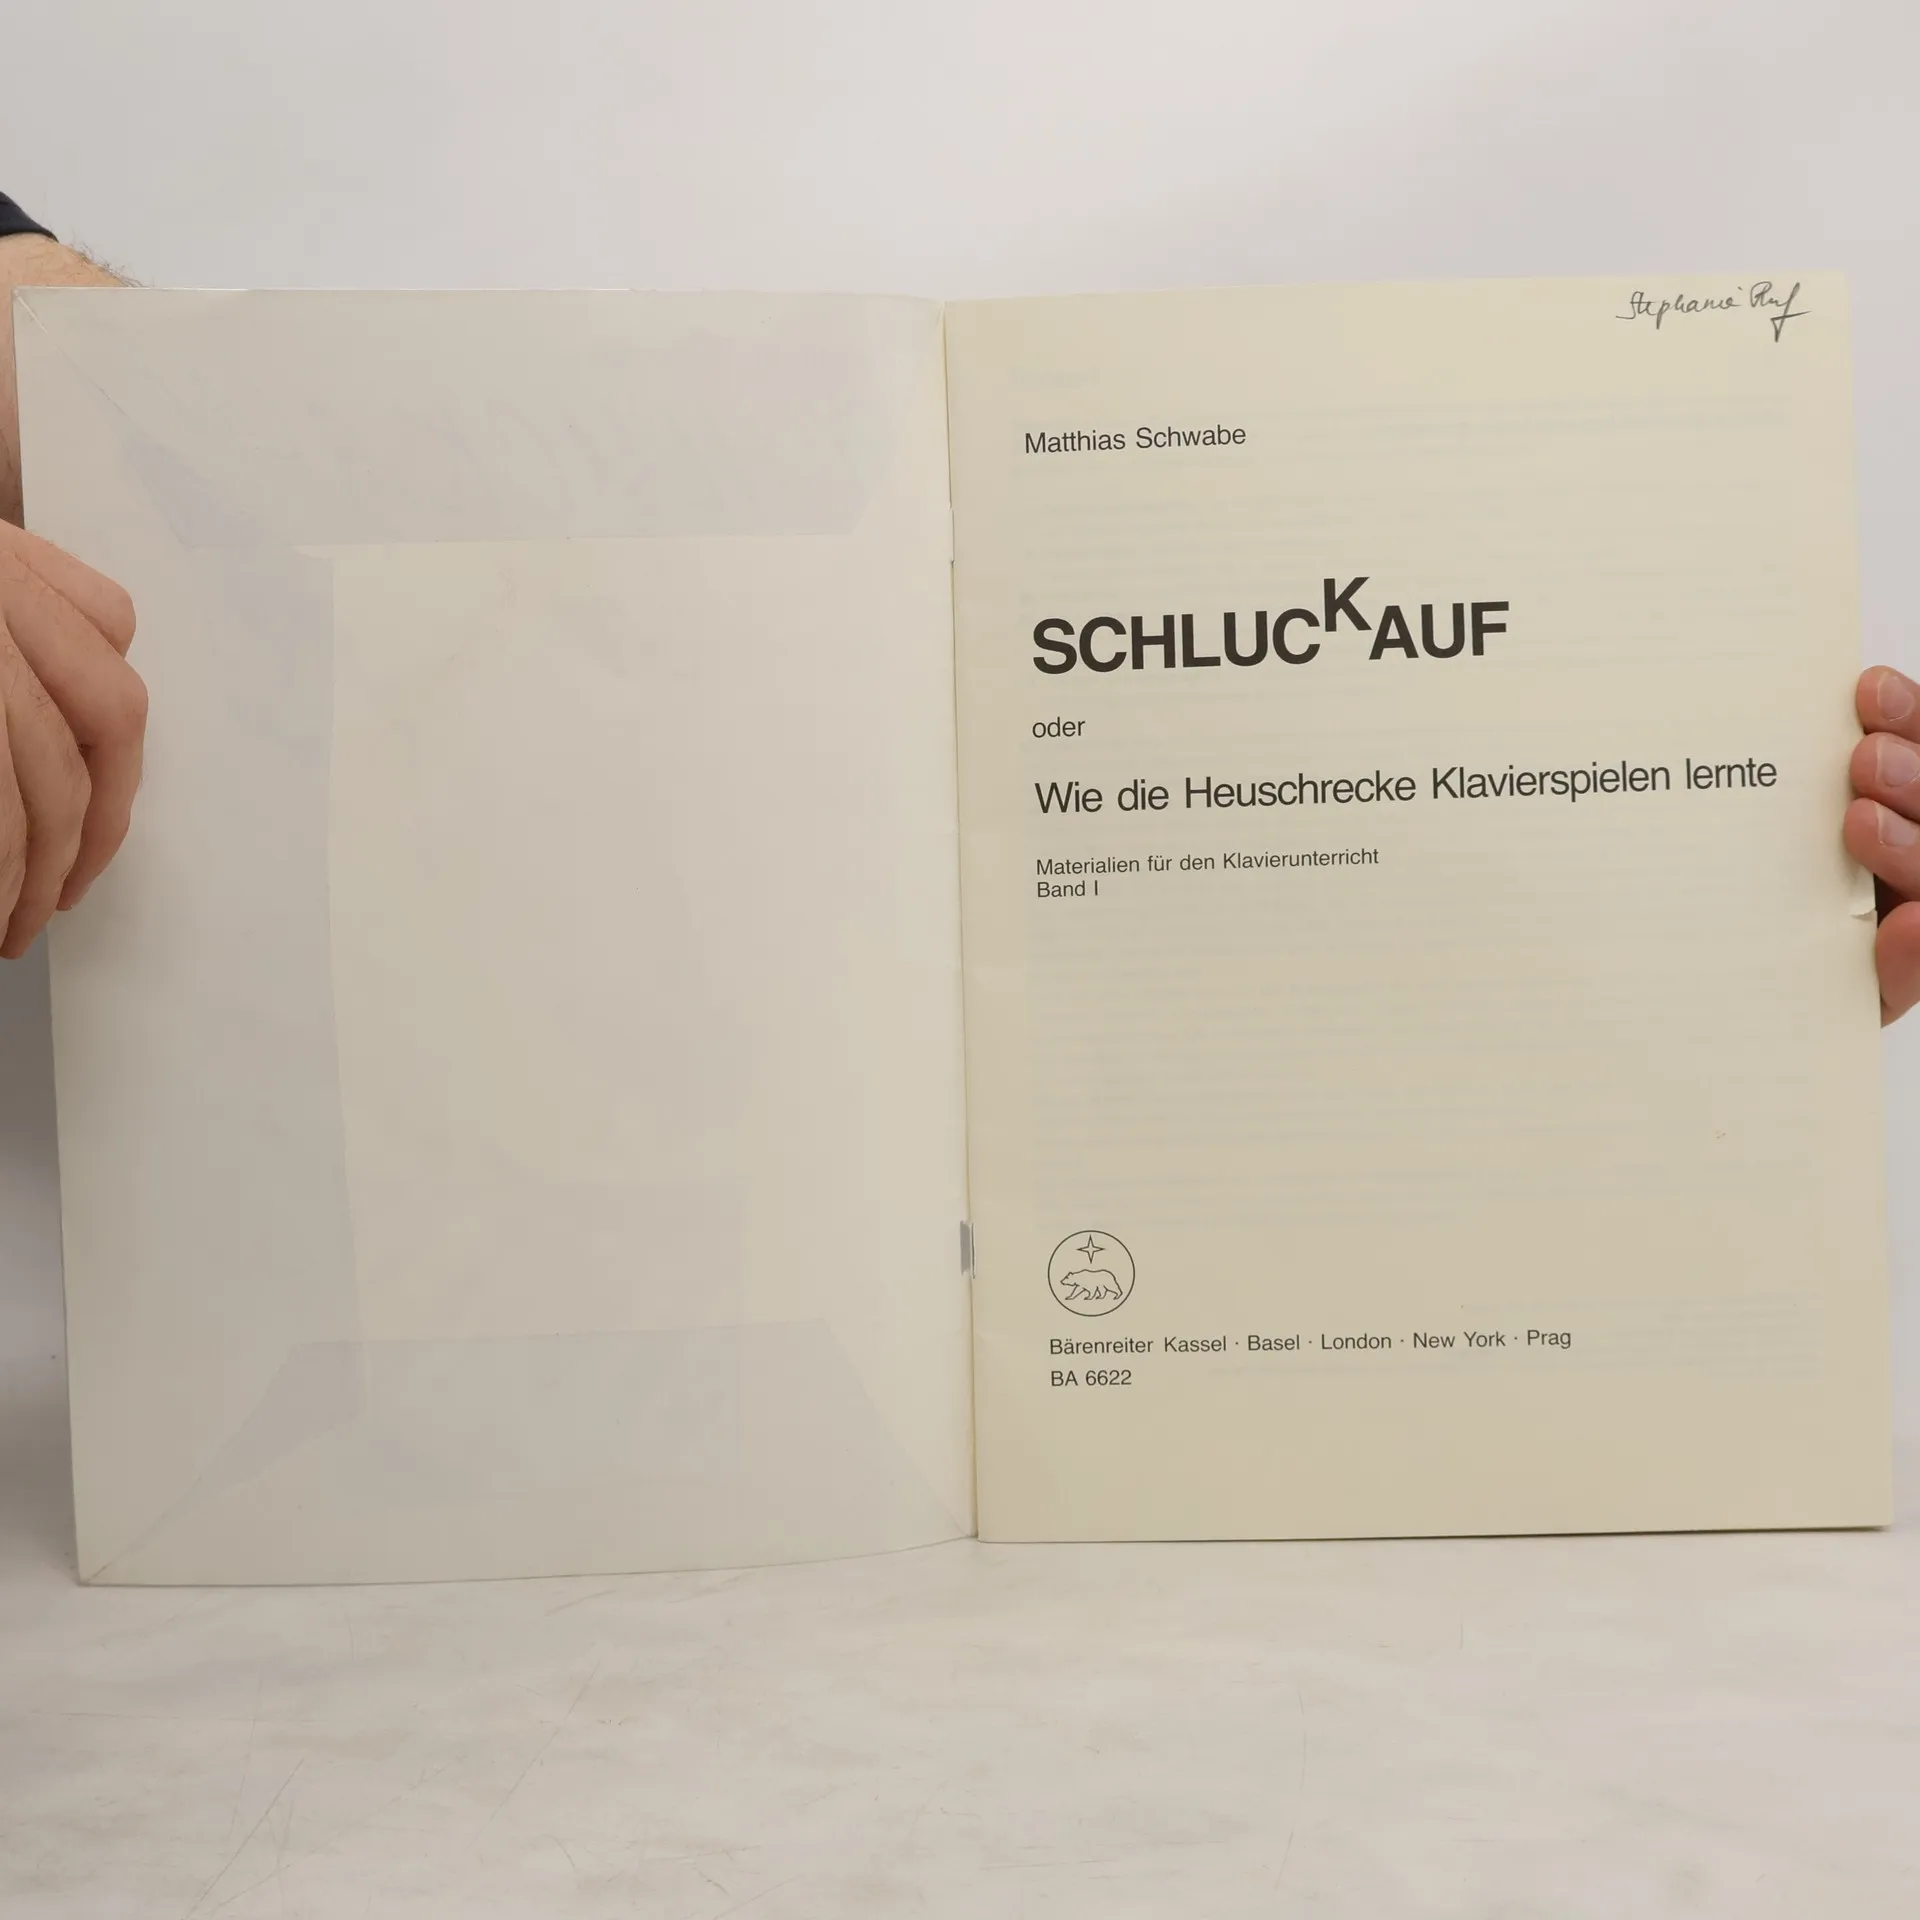 Stephanie Ruf
Matthias Schwabe
SCHLUCKAUF
oder
Wie die Heuschrecke Klavierspielen lernte
Materialien für den Klavierunterricht
Band I
Bärenreiter Kassel · Basel · London · New York · Prag
BA 6622